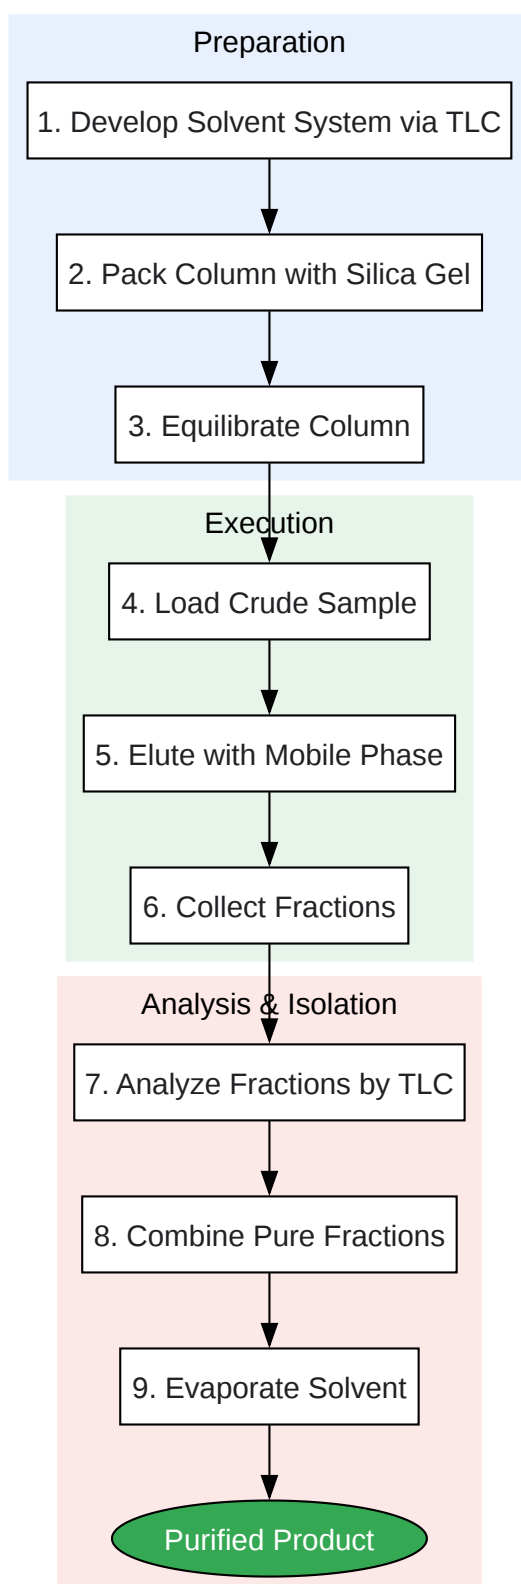 Preparation
1. Develop Solvent System via TLC
2. Pack Column with Silica Gel
3. Equilibrate Column
Execution
4. Load Crude Sample
5. Elute with Mobile Phase
6. Collect Fractions
Analysis & Isolation
7. Analyze Fractions by TLC
8. Combine Pure Fractions
9. Evaporate Solvent
Purified Product